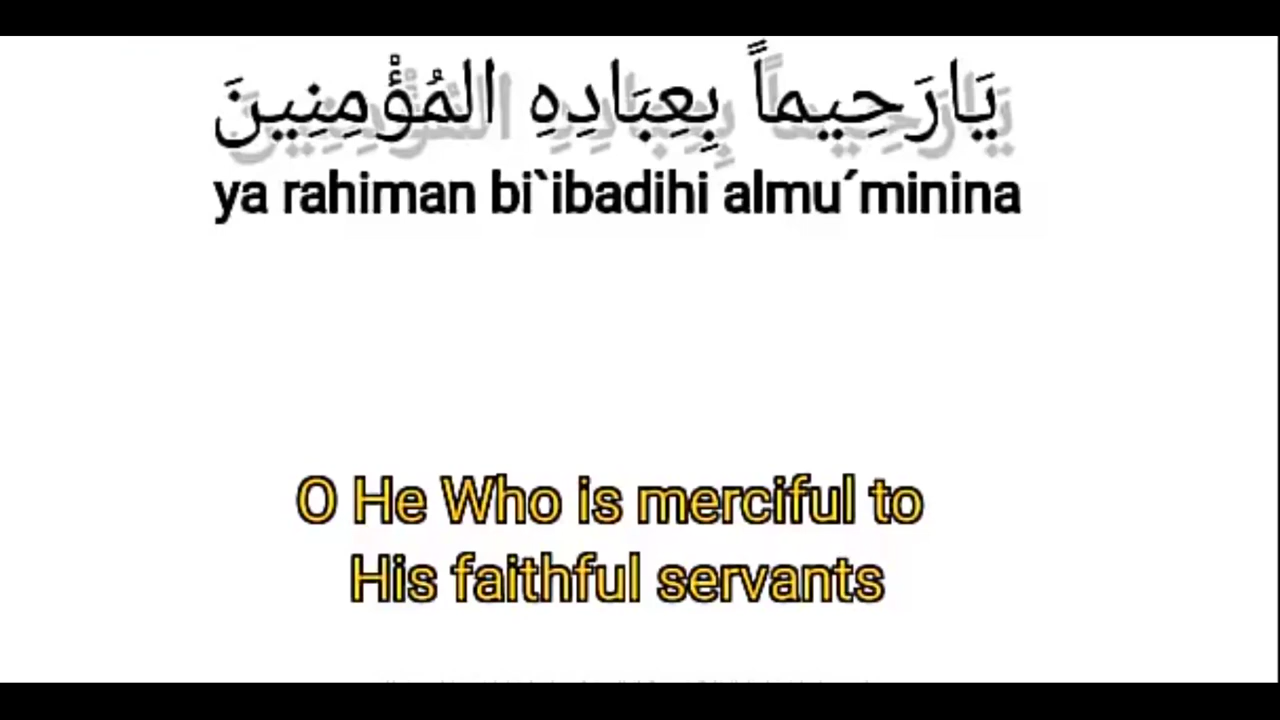 يَارَحِيماً بِعِبَادِهِ المُؤْمِنِينَ
ya rahiman bi`ibadihi almu´minina
O He Who is merciful to
His faithful servants